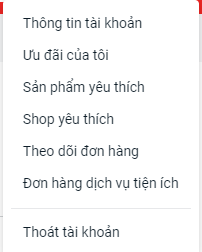 Thông tin tài khoản
Ưu đãi của tôi
Sản phẩm yêu thích
Shop yêu thích
Theo dõi đơn hàng
Đơn hàng dịch vụ tiện ích
Thoát tài khoản